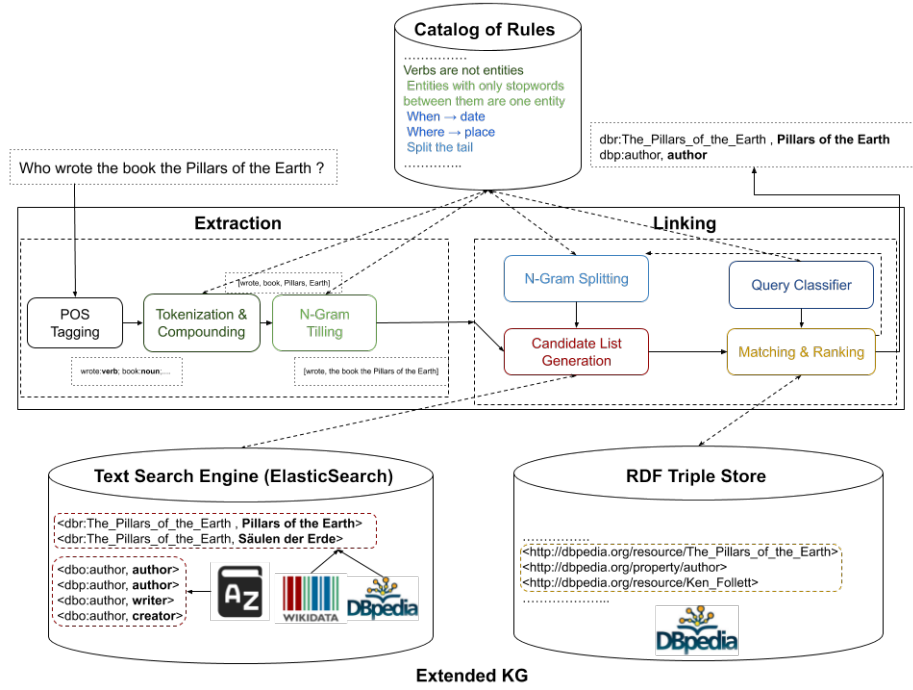 Catalog of Rules
..............
Verbs are not entities
Entities with only stopwords
between them are one entity
When → date
Where → place
Split the tail
.............
Who wrote the book the Pillars of the Earth ?
dbr:The_Pillars_of_the_Earth , Pillars of the Earth
dbp:author, author
Extraction
Linking
[wrote, book, Pillars, Earth]
POS
Tagging
Tokenization &
Compounding
N-Gram
Tilling
N-Gram Splitting
Query Classifier
Candidate List
Generation
Matching & Ranking
wrote:verb; book:noun;....
[wrote, the book the Pillars of the Earth]
Text Search Engine (ElasticSearch)
<dbr:The_Pillars_of_the_Earth , Pillars of the Earth>
<dbr:The_Pillars_of_the_Earth, Säulen der Erde>
<dbo:author, author>
<dbp:author, author>
<dbo:author, writer>
<dbo:author, creator>
AZ
WIKIDATA
DBpedia
RDF Triple Store
.....................
<http://dbpedia.org/resource/The_Pillars_of_the_Earth>
<http://dbpedia.org/property/author>
<http://dbpedia.org/resource/Ken_Follett>
...................
DBpedia
Extended KG